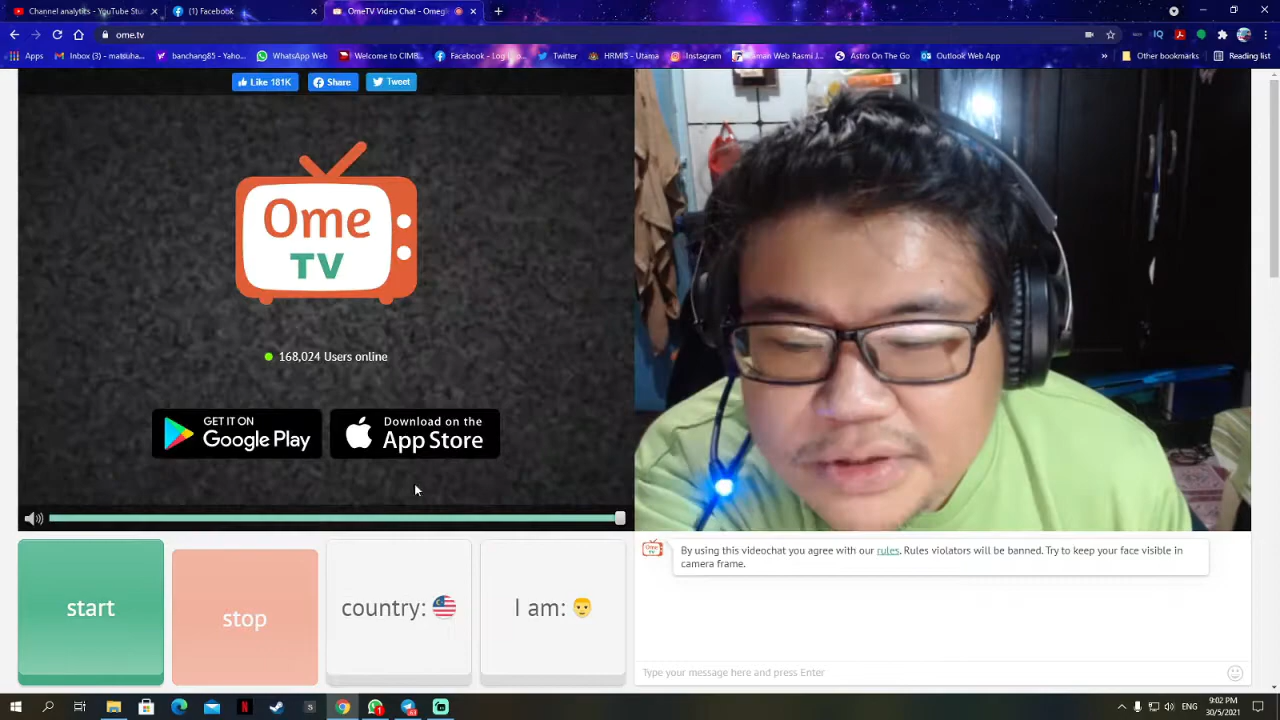 Channel analytits - YouTube Stu
(1) Facebook
OmeTV Video Chat - Omeg
ome.tv
Apps
Inbox (3) - matsuha...
banchang85 - Yaho...
WhatsApp Web
Welcome to CIMB...
Facebook - Log I
Twitter
HRMIS - Utama
Instagram
aman Web Rasmi J...
Astro On The Go
Outlook Web App
Other bookmarks
Reading list
Like 181K
Share
Tweet
Ome
TV
168,024 Users online
GET IT ON
Google Play
Download on the
App Store
start
stop
country:
I am:
By using this videochat you agree with our rules. Rules violators will be banned. Try to keep your face visible in
camera frame.
Type your message here and press Enter
9:02 PM
30/5/2021